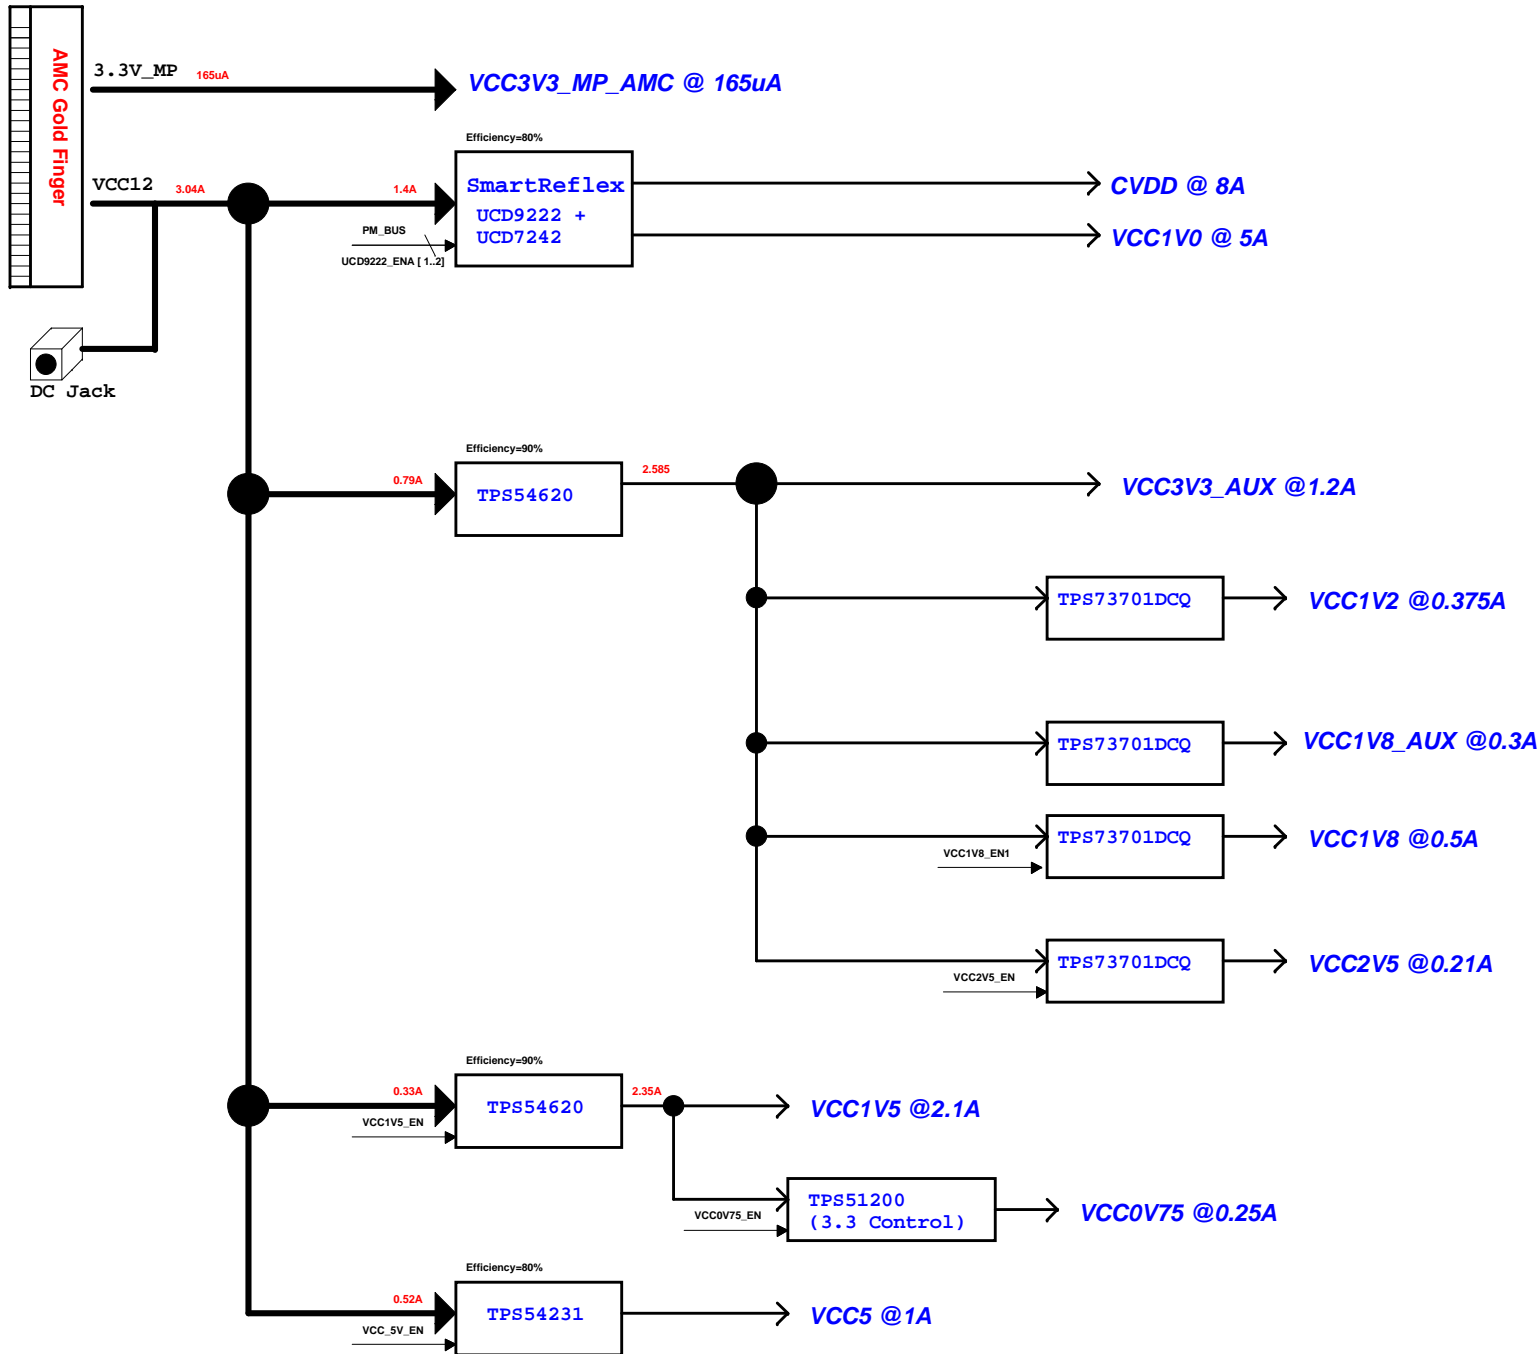 AMC Gold Finger
3.3V_MP
165uA
VCC3V3_MP_AMC @ 165uA
VCC12
3.04A
DC Jack
Efficiency=80%
1.4A
SmartReflex
UCD9222 +
UCD7242
PM_BUS
UCD9222_ENA [ 1..2]
CVDD @ 8A
VCC1V0 @ 5A
Efficiency=90%
0.79A
TPS54620
2.585
VCC3V3_AUX @1.2A
TPS73701DCQ
VCC1V2 @0.375A
TPS73701DCQ
VCC1V8_AUX @0.3A
VCC1V8_EN1
TPS73701DCQ
VCC1V8 @0.5A
VCC2V5_EN
TPS73701DCQ
VCC2V5 @0.21A
Efficiency=90%
0.33A
VCC1V5_EN
TPS54620
2.35A
VCC1V5 @2.1A
VCC0V75_EN
TPS51200
(3.3 Control)
VCC0V75 @0.25A
Efficiency=80%
0.52A
VCC_5V_EN
TPS54231
VCC5 @1A